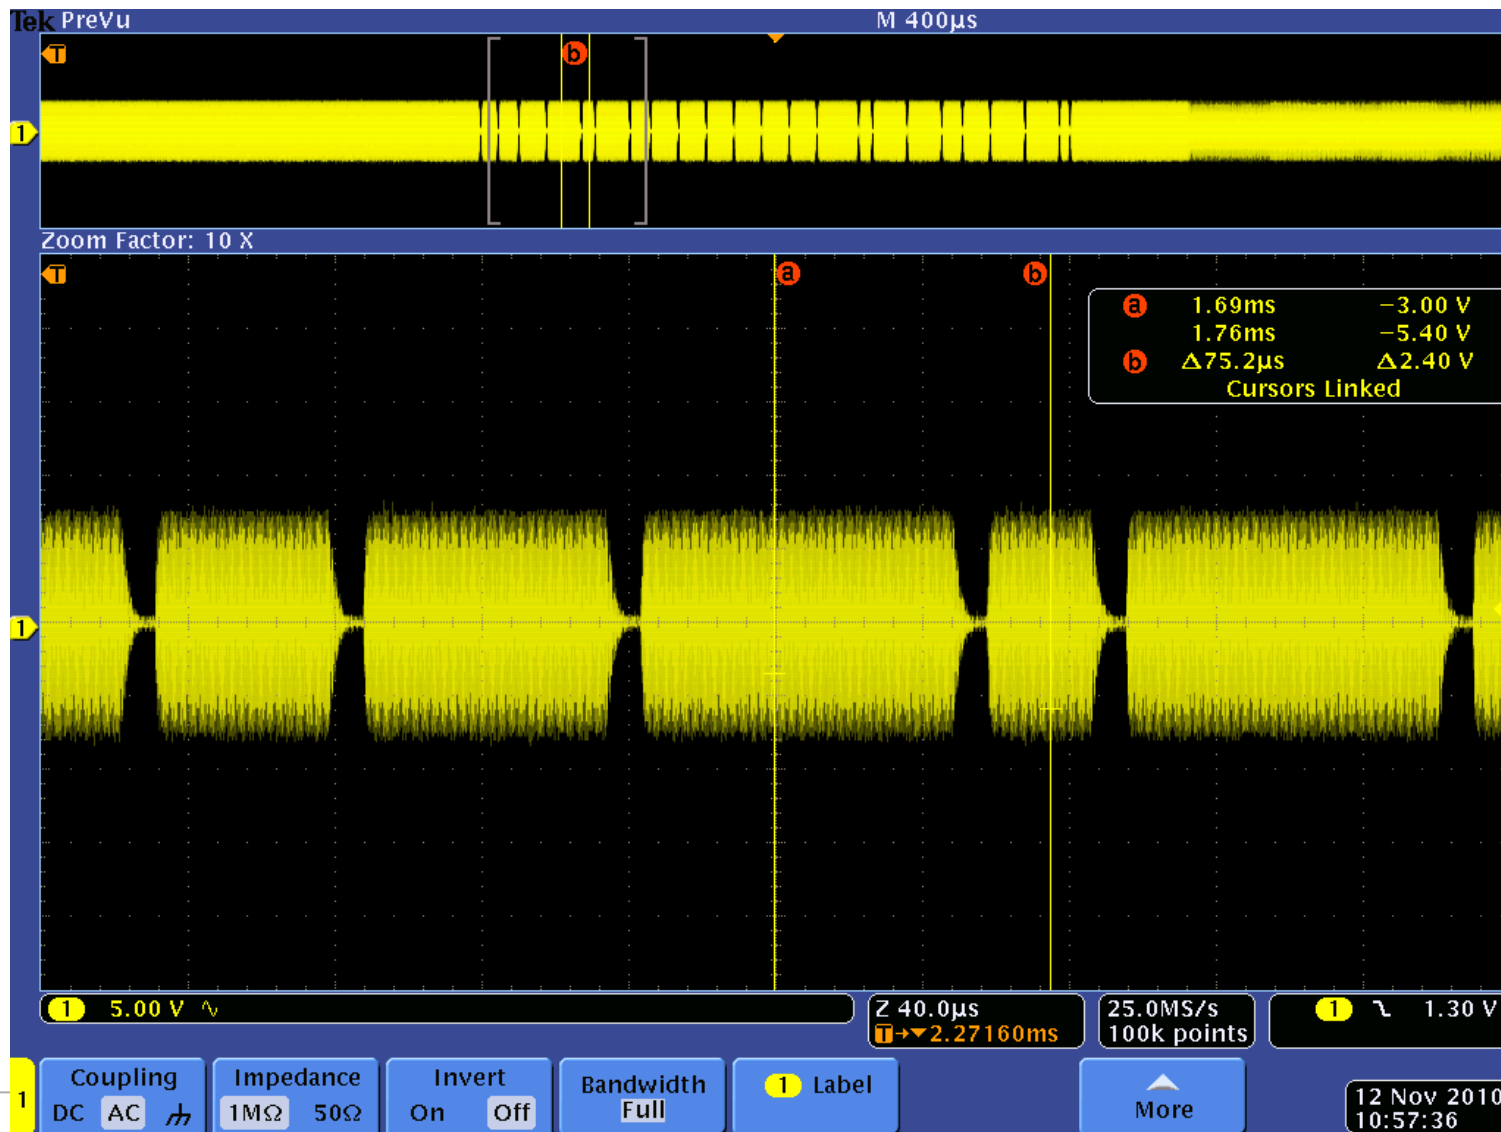 Tek PreVu M 400µs
T
b
1
Zoom Factor: 10 X
T a b
a 1.69ms −3.00 V
1.76ms −5.40 V
b Δ75.2µs Δ2.40 V
Cursors Linked
1
1 5.00 V
Z 40.0µs
T→▼2.27160ms
25.0MS/s
100k points
1 1.30 V
1
Coupling
DC AC
Impedance
1MΩ 50Ω
Invert
On Off
Bandwidth
Full
1 Label
More
12 Nov 2010
10:57:36